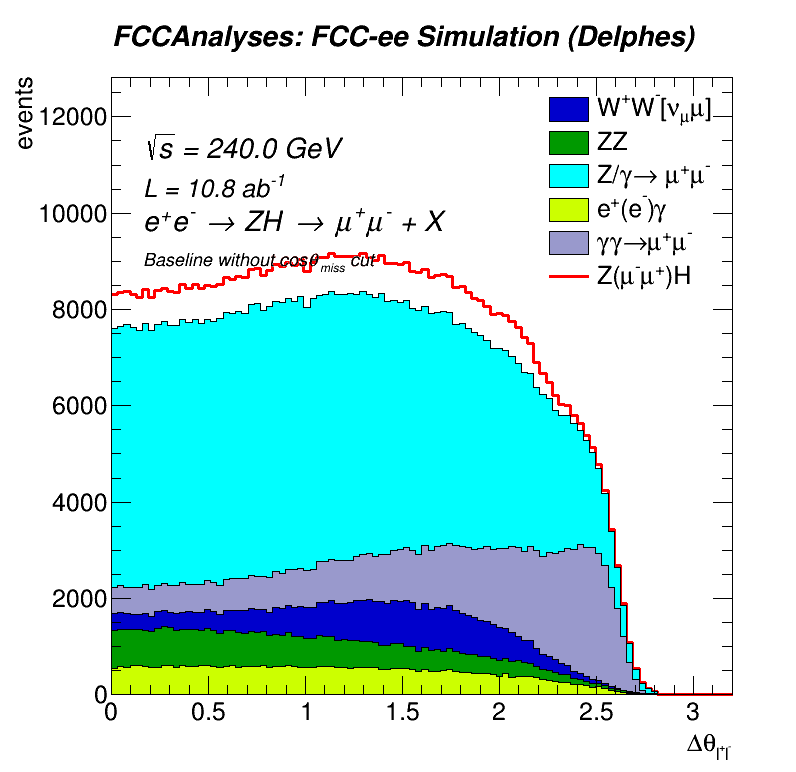 FCCAnalyses: FCC-ee Simulation (Delphes)
events
12000
10000
8000
6000
4000
2000
0
√s = 240.0 GeV
L = 10.8 ab⁻¹
e⁺e⁻ → ZH → μ⁺μ⁻ + X
Baseline without cosθ_miss cut
W⁺W⁻[ν_μμ]
ZZ
Z/γ→ μ⁺μ⁻
e⁺(e⁻)γ
γγ→μ⁺μ⁻
Z(μ⁻μ⁺)H
0 0.5 1 1.5 2 2.5 3
Δθ_l⁺l⁻